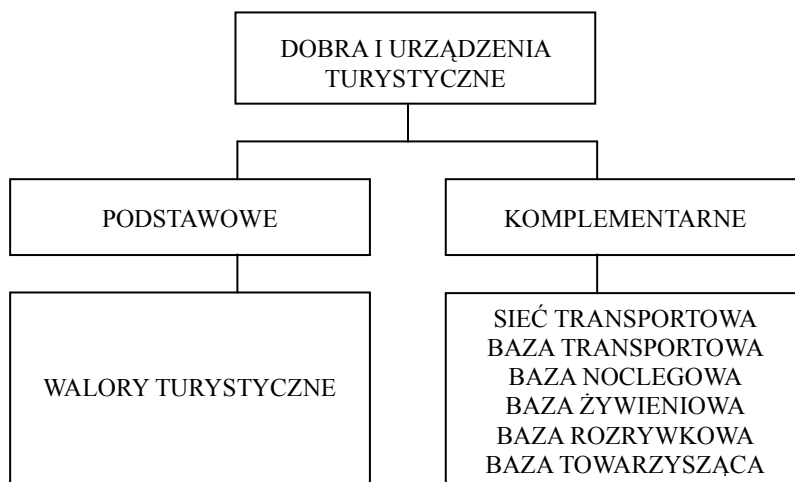 DOBRA I URZĄDZENIA
TURYSTYCZNE
PODSTAWOWE
KOMPLEMENTARNE
WALORY TURYSTYCZNE
SIEĆ TRANSPORTOWA
BAZA TRANSPORTOWA
BAZA NOCLEGOWA
BAZA ŻYWIENIOWA
BAZA ROZRYWKOWA
BAZA TOWARZYSZĄCA